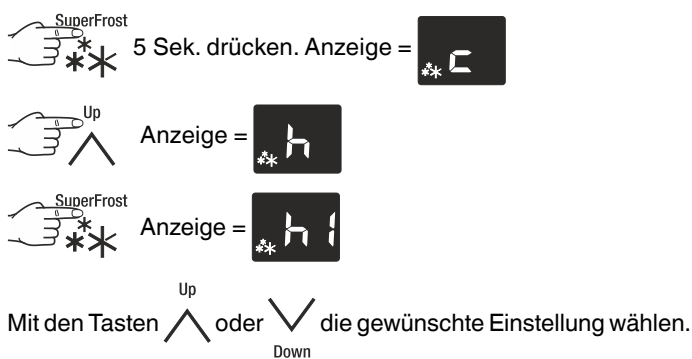 SuperFrost
5 Sek. drücken. Anzeige = c
Up
Anzeige = h
SuperFrost
Anzeige = h1
Up
Mit den Tasten oder die gewünschte Einstellung wählen.
Down